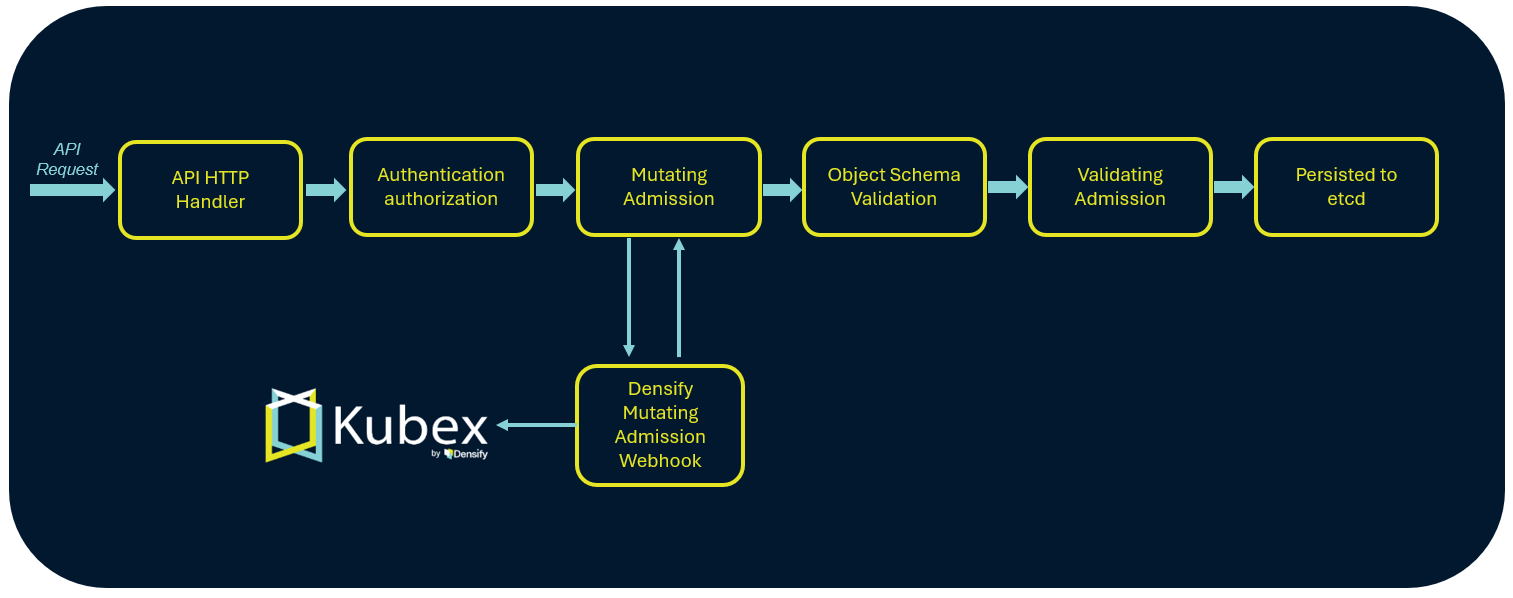 API
Request
API HTTP
Handler
Authentication
authorization
Mutating
Admission
Object Schema
Validation
Validating
Admission
Persisted to
etcd
Densify
Mutating
Admission
Webhook
Kubex
by Densify